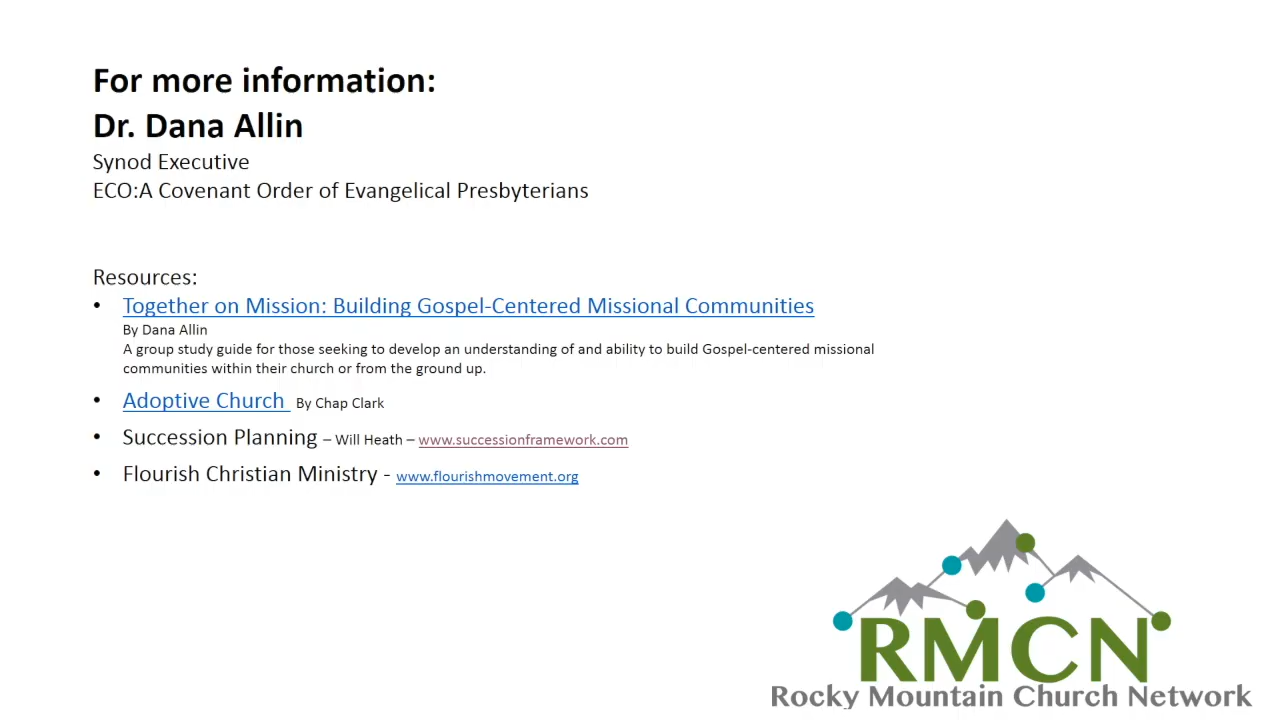 For more information:
Dr. Dana Allin
Synod Executive
ECO:A Covenant Order of Evangelical Presbyterians
Resources:
• Together on Mission: Building Gospel-Centered Missional Communities
By Dana Allin
A group study guide for those seeking to develop an understanding of and ability to build Gospel-centered missional
communities within their church or from the ground up.
• Adoptive Church By Chap Clark
• Succession Planning – Will Heath – www.successionframework.com
• Flourish Christian Ministry - www.flourishmovement.org
RMCN
Rocky Mountain Church Network